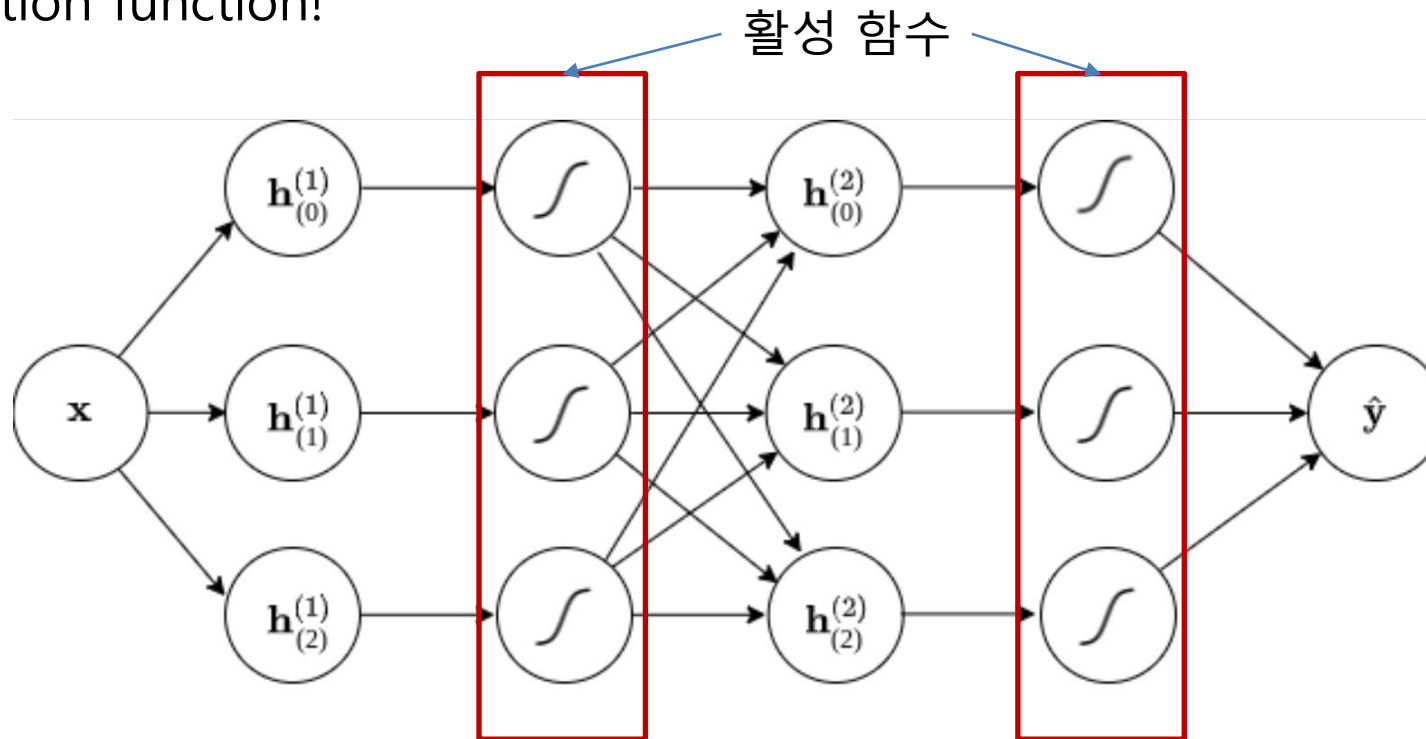 tion function!
활성 함수
h^{(1)}_{(0)} h^{(2)}_{(0)}
x h^{(1)}_{(1)} h^{(2)}_{(1)} ŷ
h^{(1)}_{(2)} h^{(2)}_{(2)}